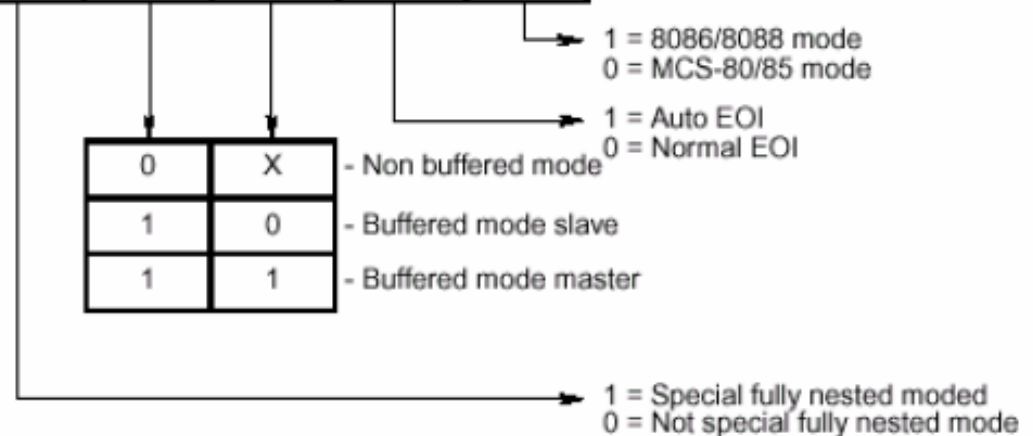 1 = 8086/8088 mode
0 = MCS-80/85 mode
1 = Auto EOI
0 = Normal EOI
0 X - Non buffered mode
1 0 - Buffered mode slave
1 1 - Buffered mode master
1 = Special fully nested moded
0 = Not special fully nested mode